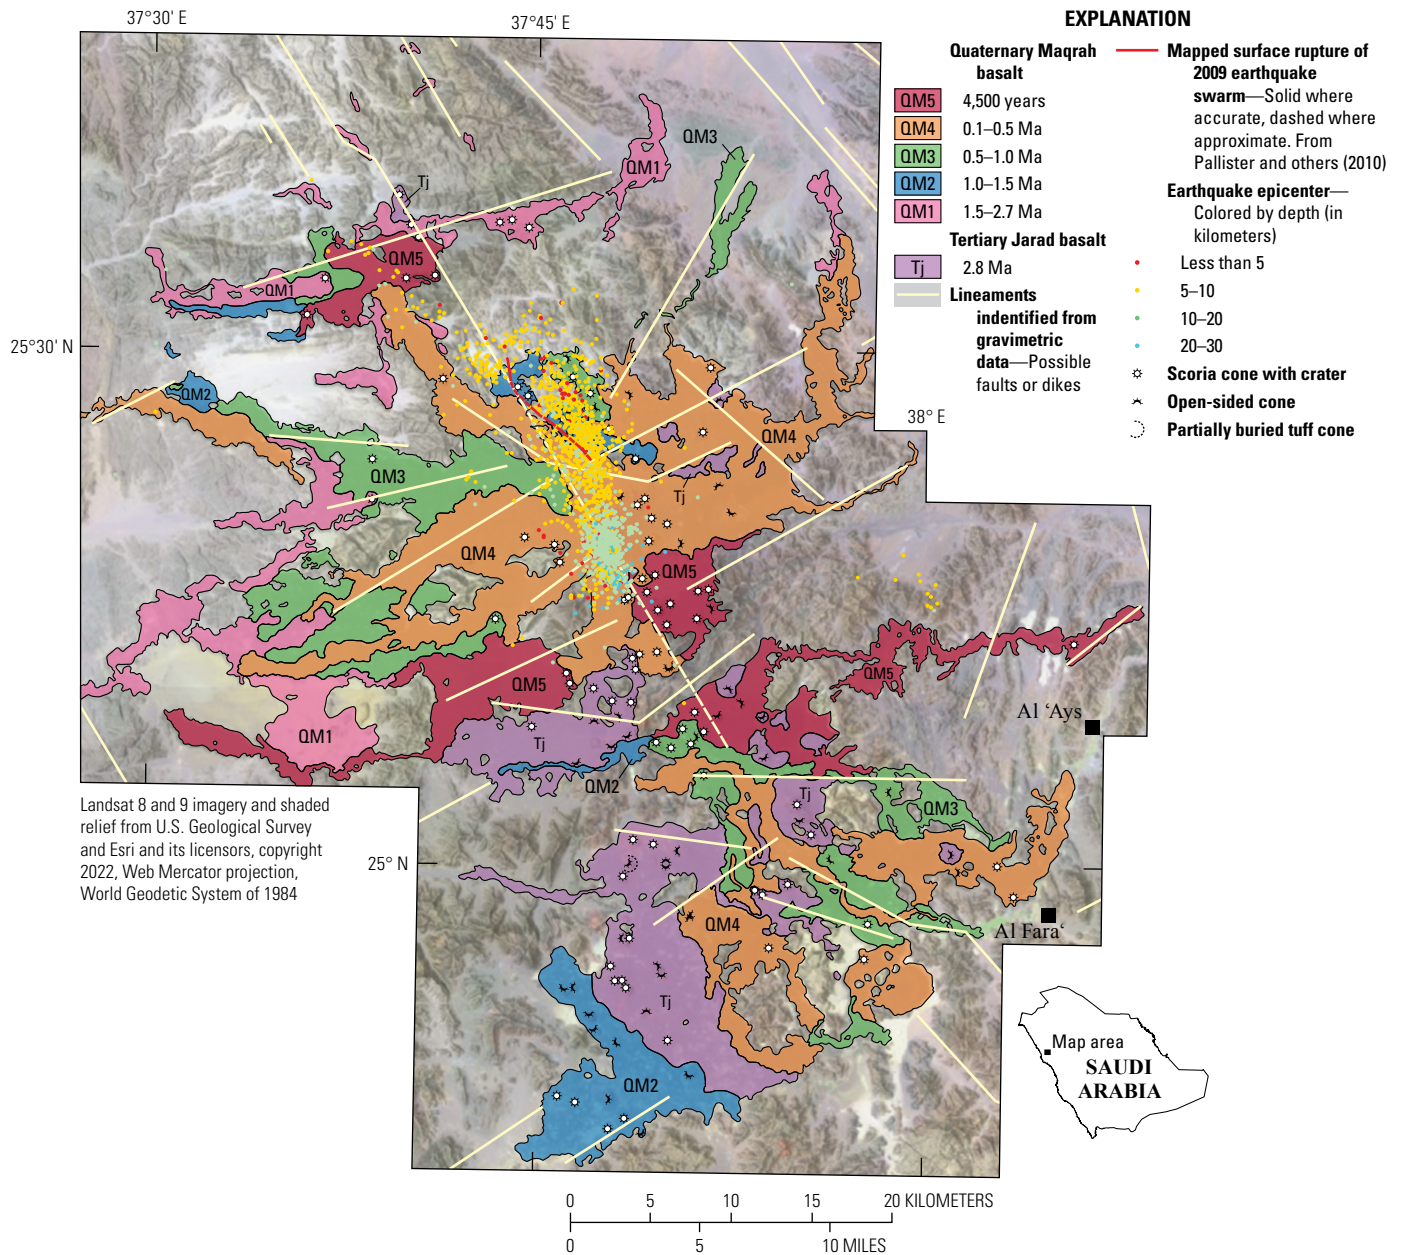 37°30' E
37°45' E
EXPLANATION
Quaternary Maqrah
basalt
QM5 4,500 years
QM4 0.1–0.5 Ma
QM3 0.5–1.0 Ma
QM2 1.0–1.5 Ma
QM1 1.5–2.7 Ma
Tertiary Jarad basalt
Tj 2.8 Ma
Lineaments
indentified from
gravimetric
data—Possible
faults or dikes
Mapped surface rupture of
2009 earthquake
swarm—Solid where
accurate, dashed where
approximate. From
Pallister and others (2010)
Earthquake epicenter—
Colored by depth (in
kilometers)
Less than 5
5–10
10–20
20–30
Scoria cone with crater
Open-sided cone
Partially buried tuff cone
QM3
QM1
Tj
QM5
QM1
25°30' N
QM2
38° E
QM4
QM3
Tj
QM4
QM5
QM5
QM5
Al ‘Ays
QM1
Tj
QM2
Tj
QM3
25° N
QM4
Al Fara‘
Tj
QM2
Landsat 8 and 9 imagery and shaded
relief from U.S. Geological Survey
and Esri and its licensors, copyright
2022, Web Mercator projection,
World Geodetic System of 1984
Map area
SAUDI
ARABIA
0 5 10 15 20 KILOMETERS
0 5 10 MILES